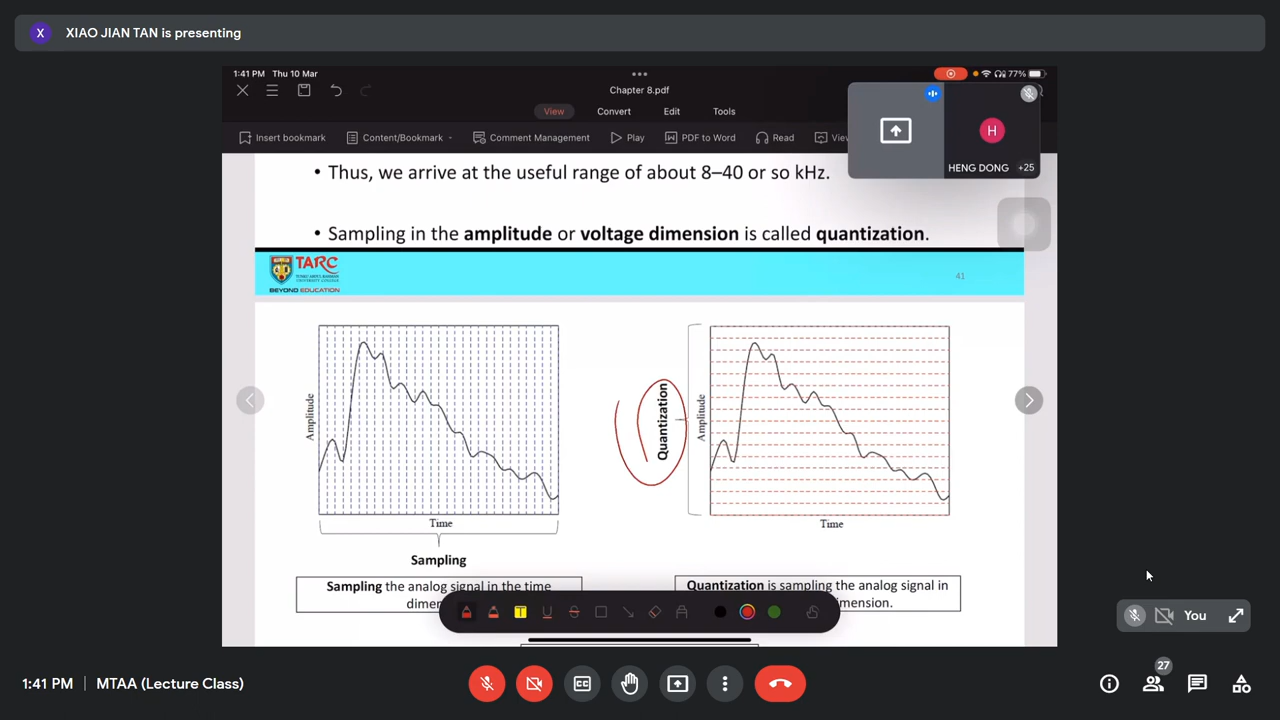 X XIAO JIAN TAN is presenting
1:41 PM Thu 10 Mar
77%
Chapter 8.pdf
View Convert Edit Tools
Insert bookmark Content/Bookmark Comment Management Play PDF to Word Read
H
HENG DONG +25
• Thus, we arrive at the useful range of about 8–40 or so kHz.
• Sampling in the amplitude or voltage dimension is called quantization.
TARC
BEYOND EDUCATION
41
Amplitude
Time
Sampling
Sampling the analog signal in the time
Quantization
Amplitude
Time
Quantization is sampling the analog signal in
T
You
1:41 PM | MTAA (Lecture Class)
CC
27